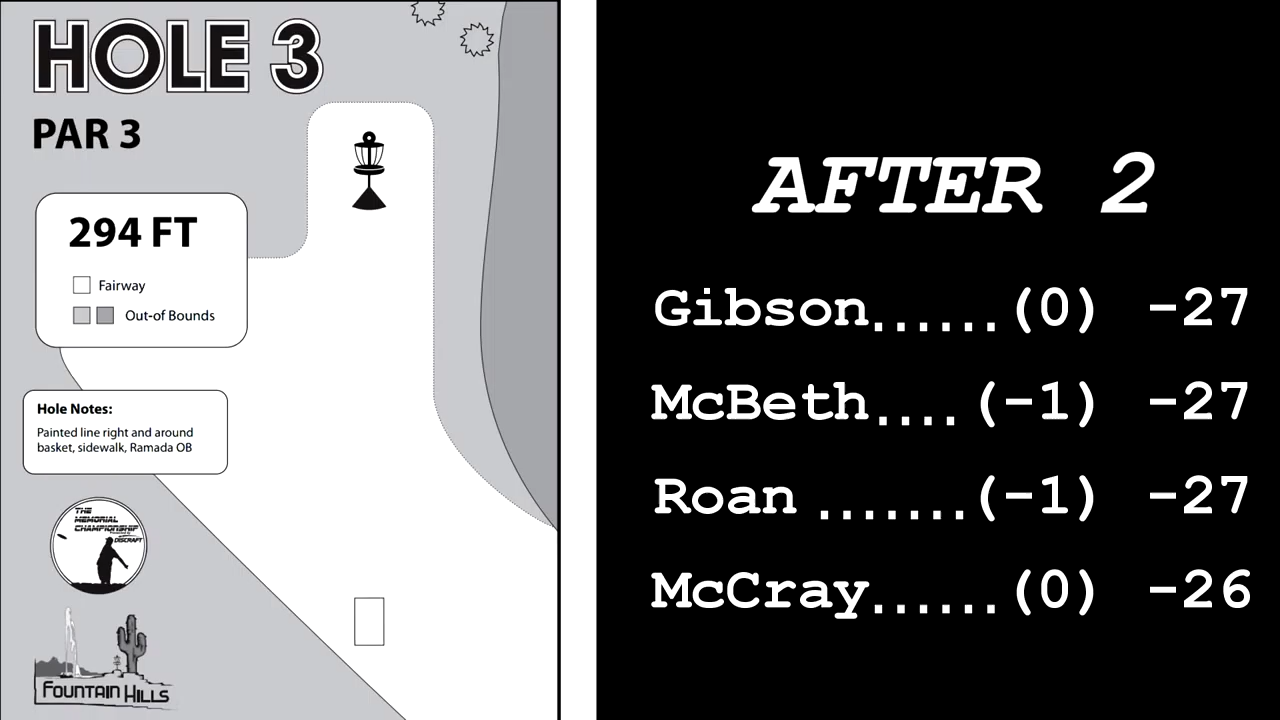 HOLE 3
PAR 3
294 FT
Fairway
Out-of Bounds
Hole Notes:
Painted line right and around
basket, sidewalk, Ramada OB
THE
MEMORIAL
CHAMPIONSHIP
DISCRAFT
FOUNTAIN HILLS
AFTER 2
Gibson......(0) -27
McBeth....(-1) -27
Roan .......(-1) -27
McCray......(0) -26